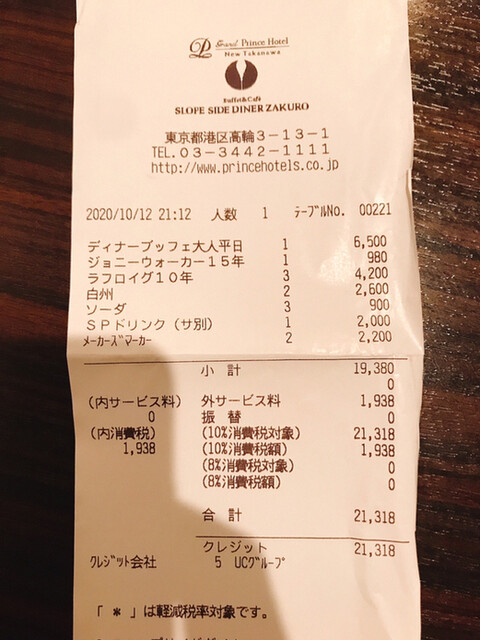 Grand Prince Hotel
New Takanawa
Buffet&Café
SLOPE SIDE DINER ZAKURO
東京都港区高輪3-13-1
TEL.03-3442-1111
http://www.princehotels.co.jp
2020/10/12 21:12 人数 1 ﾃｰﾌﾞﾙNo. 00221
ディナーブッフェ大人平日 1 6,500
ジョニーウォーカー15年 1 980
ラフロイグ10年 3 4,200
白州 2 2,600
ソーダ 3 900
SPドリンク(サ別) 1 2,000
ﾒｰｶｰｽﾞﾏｰｶｰ 2 2,200
小 計 19,380
0
(内サービス料) 外サービス料 1,938
0 振 替 0
(内消費税) (10%消費税対象) 21,318
1,938 (10%消費税額) 1,938
(8%消費税対象) 0
(8%消費税額) 0
合 計 21,318
クレジット 21,318
ｸﾚｼﾞｯﾄ会社 5 UCｸﾞﾙｰﾌﾟ
「 * 」は軽減税率対象です。